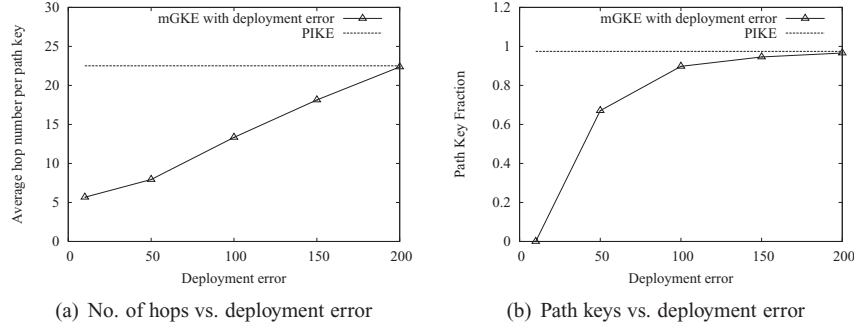 mGKE with deployment error
PIKE
Average hop number per path key
30
25
20
15
10
5
0
0 50 100 150 200
Deployment error
(a) No. of hops vs. deployment error
mGKE with deployment error
PIKE
Path Key Fraction
1.2
1
0.8
0.6
0.4
0.2
0
0 50 100 150 200
Deployment error
(b) Path keys vs. deployment error